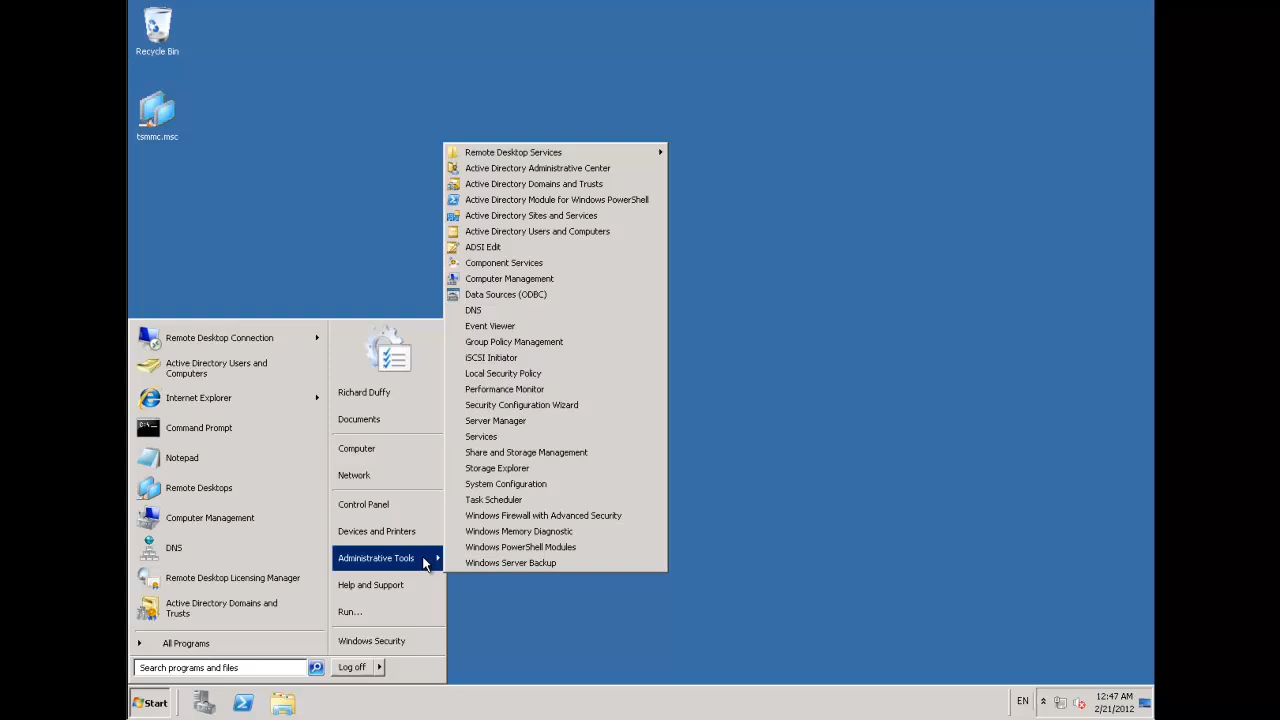 Recycle Bin
tsmmc.msc
Remote Desktop Services
Active Directory Administrative Center
Active Directory Domains and Trusts
Active Directory Module for Windows PowerShell
Active Directory Sites and Services
Active Directory Users and Computers
ADSI Edit
Component Services
Computer Management
Data Sources (ODBC)
DNS
Event Viewer
Group Policy Management
iSCSI Initiator
Local Security Policy
Performance Monitor
Security Configuration Wizard
Server Manager
Services
Share and Storage Management
Storage Explorer
System Configuration
Task Scheduler
Windows Firewall with Advanced Security
Windows Memory Diagnostic
Windows PowerShell Modules
Windows Server Backup
Remote Desktop Connection
Active Directory Users and
Computers
Internet Explorer
Command Prompt
Notepad
Remote Desktops
Computer Management
DNS
Remote Desktop Licensing Manager
Active Directory Domains and
Trusts
All Programs
Search programs and files
Richard Duffy
Documents
Computer
Network
Control Panel
Devices and Printers
Administrative Tools
Help and Support
Run...
Windows Security
Log off
Start
EN
12:47 AM
2/21/2012